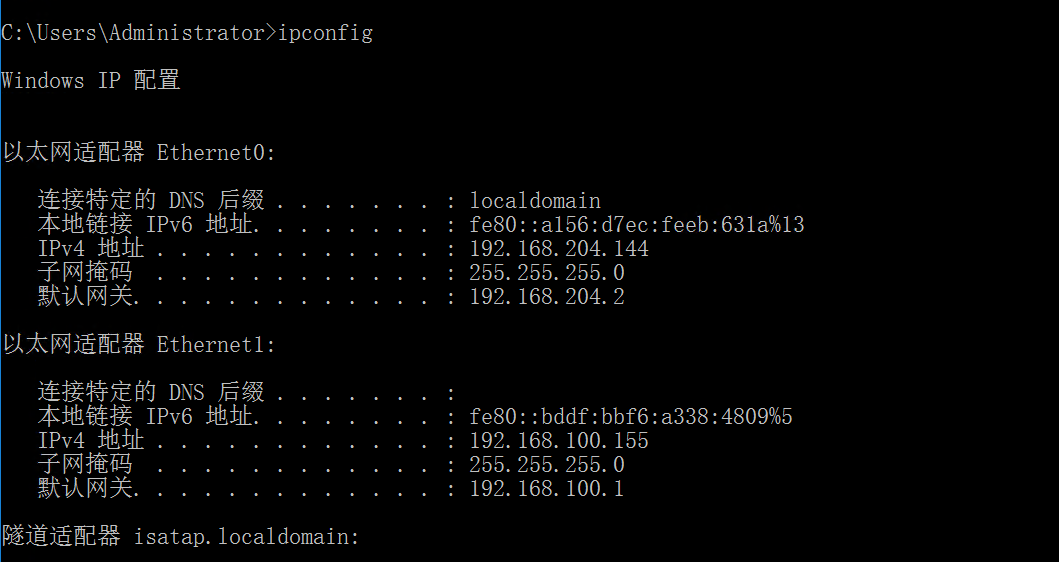 C:\Users\Administrator>ipconfig
Windows IP 配置
以太网适配器 Ethernet0:
连接特定的 DNS 后缀 . . . . . . . : localdomain
本地链接 IPv6 地址. . . . . . . . : fe80::a156:d7ec:feeb:631a%13
IPv4 地址 . . . . . . . . . . . . : 192.168.204.144
子网掩码  . . . . . . . . . . . . : 255.255.255.0
默认网关. . . . . . . . . . . . . : 192.168.204.2
以太网适配器 Ethernet1:
连接特定的 DNS 后缀 . . . . . . . :
本地链接 IPv6 地址. . . . . . . . : fe80::bddf:bbf6:a338:4809%5
IPv4 地址 . . . . . . . . . . . . : 192.168.100.155
子网掩码  . . . . . . . . . . . . : 255.255.255.0
默认网关. . . . . . . . . . . . . : 192.168.100.1
隧道适配器 isatap.localdomain: